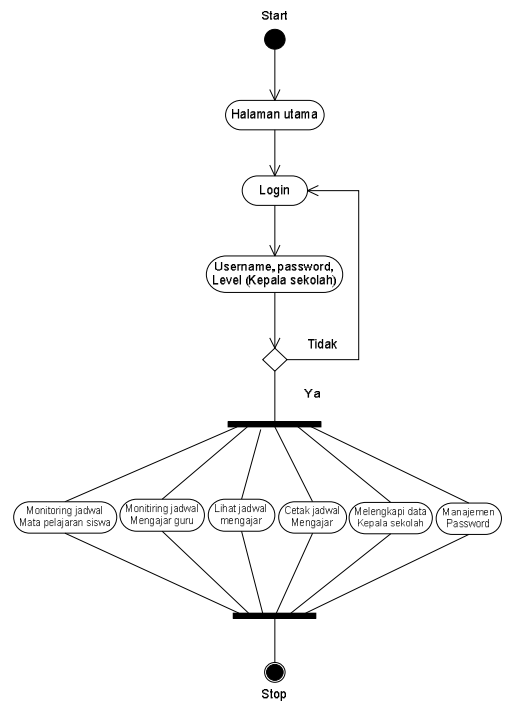 Start
Halaman utama
Login
Username, password,
Level (Kepala sekolah)
Tidak
Ya
Monitoring jadwal
Mata pelajaran siswa
Monitiring jadwal
Mengajar guru
Lihat jadwal
mengajar
Cetak jadwal
Mengajar
Melengkapi data
Kepala sekolah
Manajemen
Password
Stop